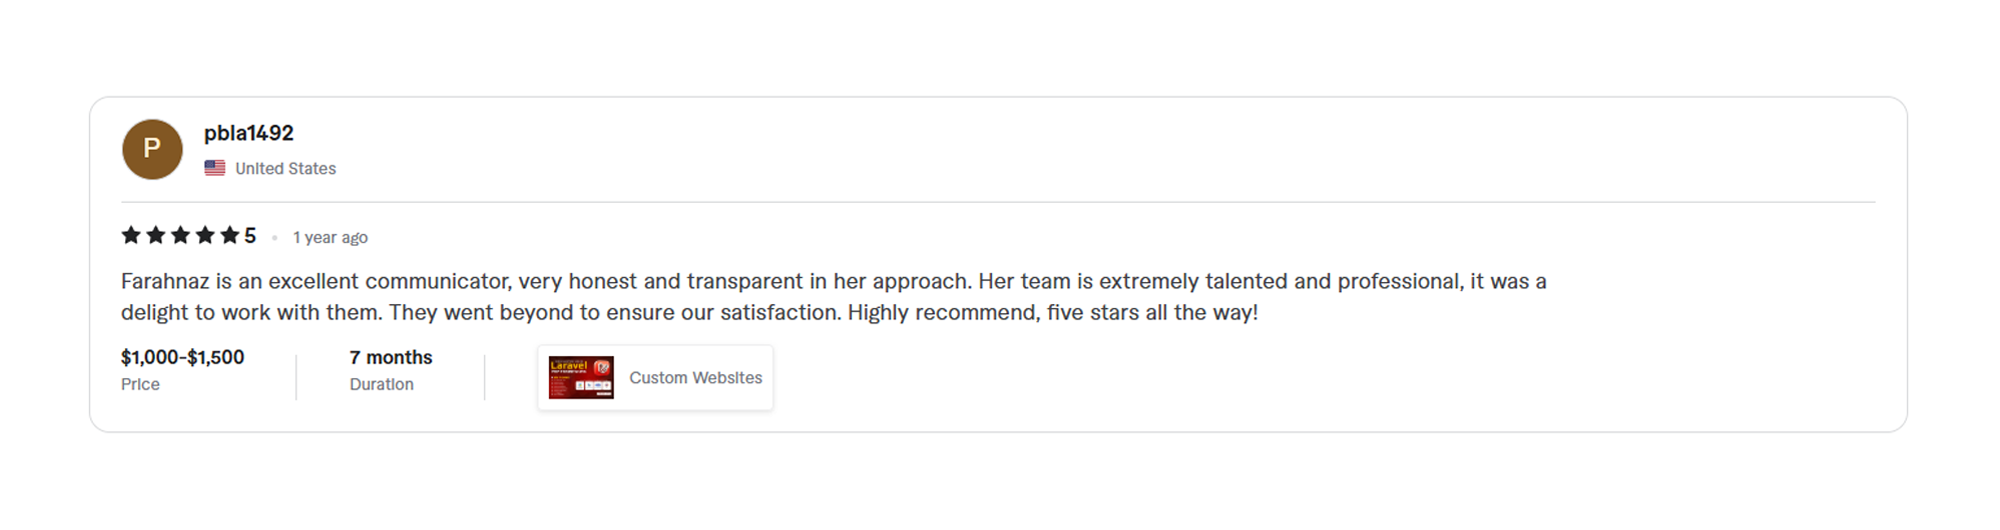 P
pbla1492
United States
5 • 1 year ago
Farahnaz is an excellent communicator, very honest and transparent in her approach. Her team is extremely talented and professional, it was a
delight to work with them. They went beyond to ensure our satisfaction. Highly recommend, five stars all the way!
$1,000-$1,500
Price
7 months
Duration
Laravel
Custom Websites